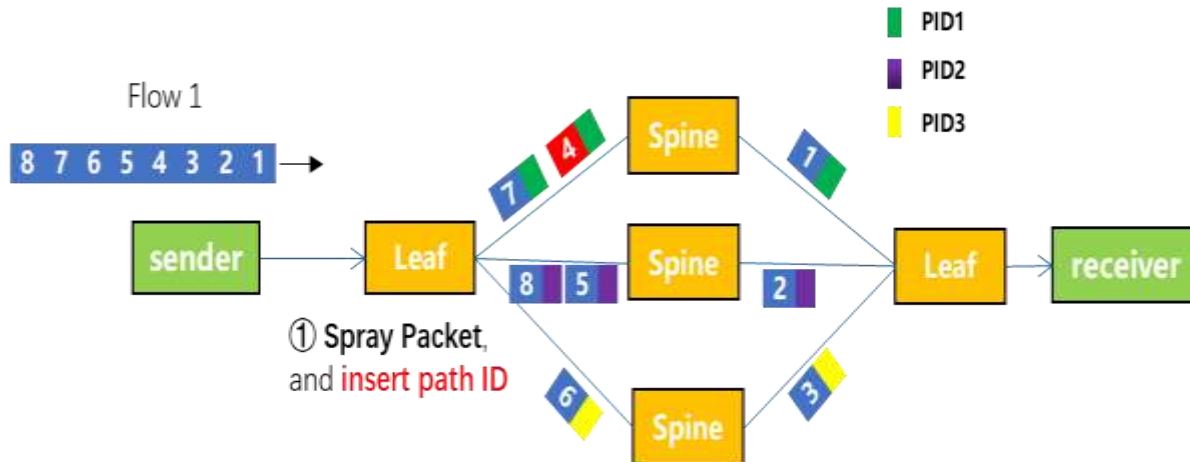 PID1
PID2
PID3
Flow 1
8 7 6 5 4 3 2 1
Spine
7
4
1
sender
Leaf
Spine
Leaf
receiver
8
5
2
① Spray Packet,
and insert path ID
6
3
Spine